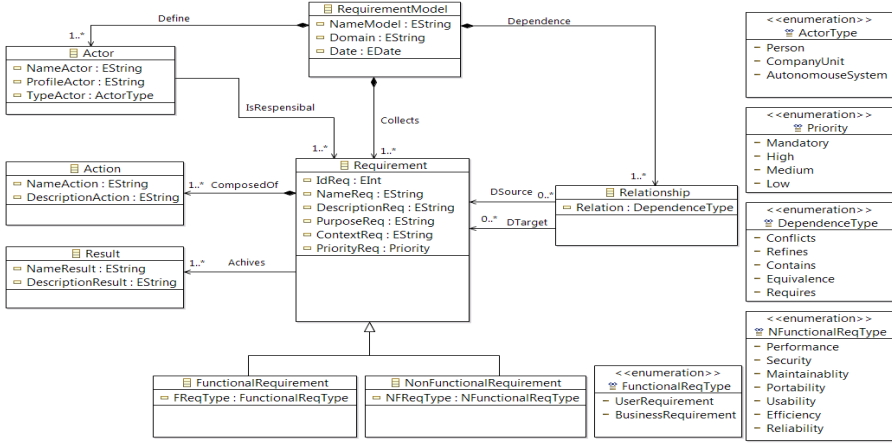 Define
RequirementModel
NameModel : EString
Domain : EString
Date : EDate
Dependence
1..*
Actor
NameActor : EString
ProfileActor : EString
TypeActor : ActorType
IsRespensibal
1..*
Collects
1..*
1..*
Action
NameAction : EString
DescriptionAction : EString
1..*
ComposedOf
Requirement
IdReq : EInt
NameReq : EString
DescriptionReq : EString
PurposeReq : EString
ContextReq : EString
PriorityReq : Priority
DSource
0..*
DTarget
0..*
Relationship
Relation : DependenceType
Result
NameResult : EString
DescriptionResult : EString
1..*
Achives
FunctionalRequirement
FReqType : FunctionalReqType
NonFunctionalRequirement
NFReqType : NFunctionalReqType
<<enumeration>>
FunctionalReqType
UserRequirement
BusinessRequirement
<<enumeration>>
ActorType
Person
CompanyUnit
AutonomouseSystem
<<enumeration>>
Priority
Mandatory
High
Medium
Low
<<enumeration>>
DependenceType
Conflicts
Refines
Contains
Equivalence
Requires
<<enumeration>>
NFunctionalReqType
Performance
Security
Maintainablity
Portability
Usability
Efficiency
Reliability